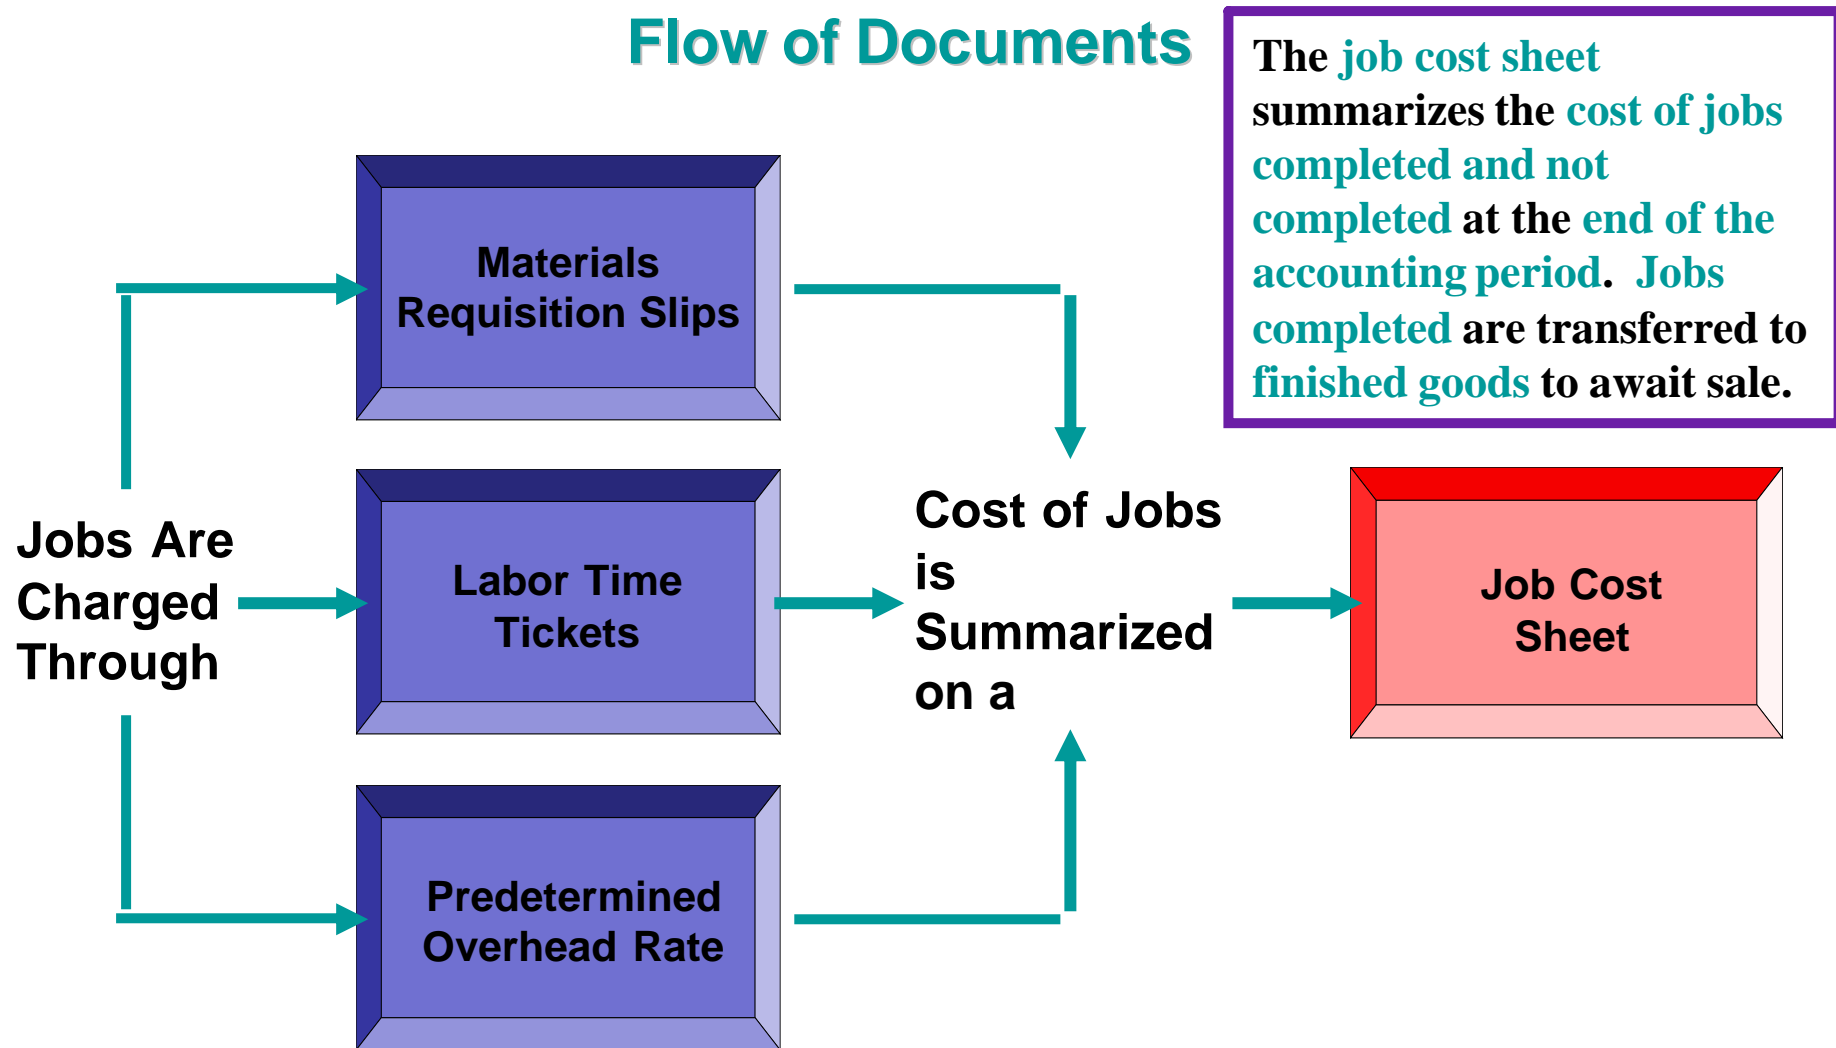 Flow of Documents
The job cost sheet
summarizes the cost of jobs
completed and not
completed at the end of the
accounting period. Jobs
completed are transferred to
finished goods to await sale.
Jobs Are
Charged
Through
Materials
Requisition Slips
Labor Time
Tickets
Predetermined
Overhead Rate
Cost of Jobs
is
Summarized
on a
Job Cost
Sheet